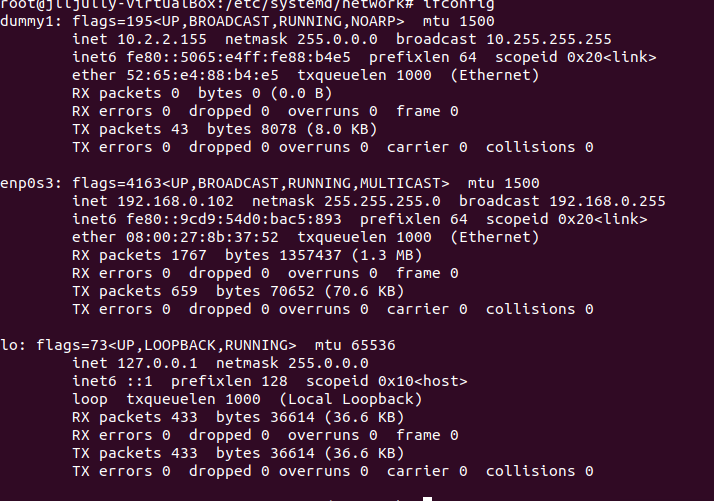 root@jlljully-VirtualBox:/etc/systemd/network# ifconfig
dummy1: flags=195<UP,BROADCAST,RUNNING,NOARP>  mtu 1500
        inet 10.2.2.155  netmask 255.0.0.0  broadcast 10.255.255.255
        inet6 fe80::5065:e4ff:fe88:b4e5  prefixlen 64  scopeid 0x20<link>
        ether 52:65:e4:88:b4:e5  txqueuelen 1000  (Ethernet)
        RX packets 0  bytes 0 (0.0 B)
        RX errors 0  dropped 0  overruns 0  frame 0
        TX packets 43  bytes 8078 (8.0 KB)
        TX errors 0  dropped 0 overruns 0  carrier 0  collisions 0
enp0s3: flags=4163<UP,BROADCAST,RUNNING,MULTICAST>  mtu 1500
        inet 192.168.0.102  netmask 255.255.255.0  broadcast 192.168.0.255
        inet6 fe80::9cd9:54d0:bac5:893  prefixlen 64  scopeid 0x20<link>
        ether 08:00:27:8b:37:52  txqueuelen 1000  (Ethernet)
        RX packets 1767  bytes 1357437 (1.3 MB)
        RX errors 0  dropped 0  overruns 0  frame 0
        TX packets 659  bytes 70652 (70.6 KB)
        TX errors 0  dropped 0 overruns 0  carrier 0  collisions 0
lo: flags=73<UP,LOOPBACK,RUNNING>  mtu 65536
        inet 127.0.0.1  netmask 255.0.0.0
        inet6 ::1  prefixlen 128  scopeid 0x10<host>
        loop  txqueuelen 1000  (Local Loopback)
        RX packets 433  bytes 36614 (36.6 KB)
        RX errors 0  dropped 0  overruns 0  frame 0
        TX packets 433  bytes 36614 (36.6 KB)
        TX errors 0  dropped 0 overruns 0  carrier 0  collisions 0